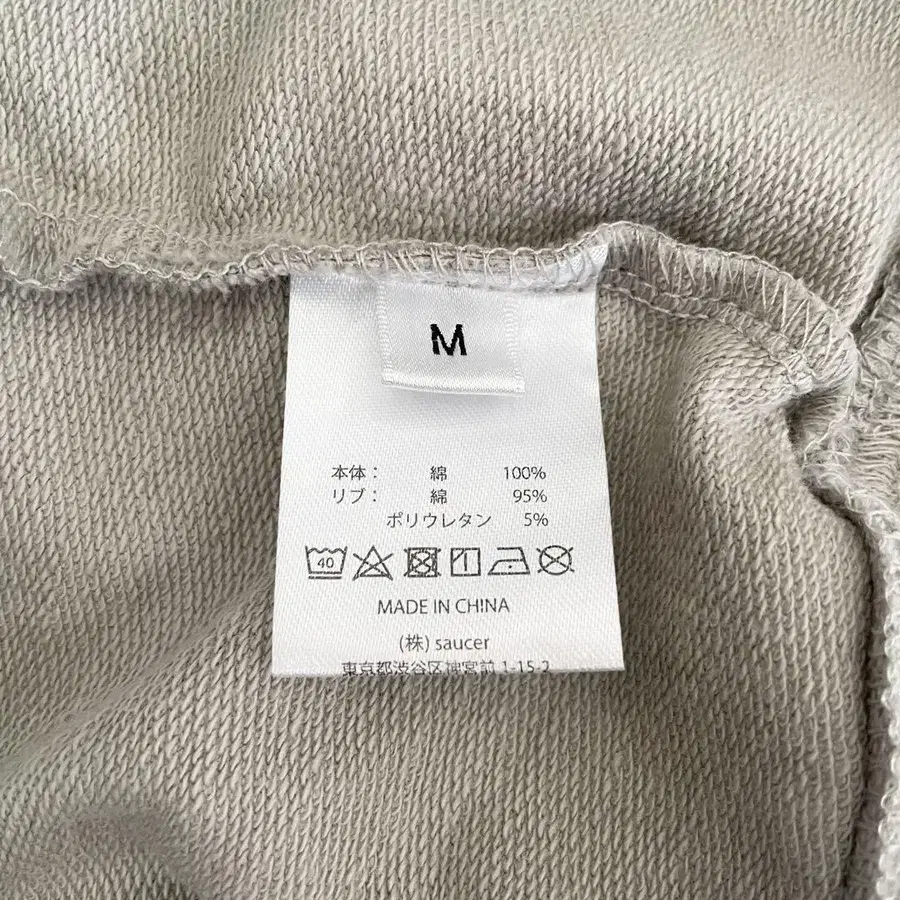 M
本体： 綿 100%
リブ： 綿 95%
ポリウレタン 5%
40
MADE IN CHINA
(株) saucer
東京都渋谷区神宮前 1-15-2